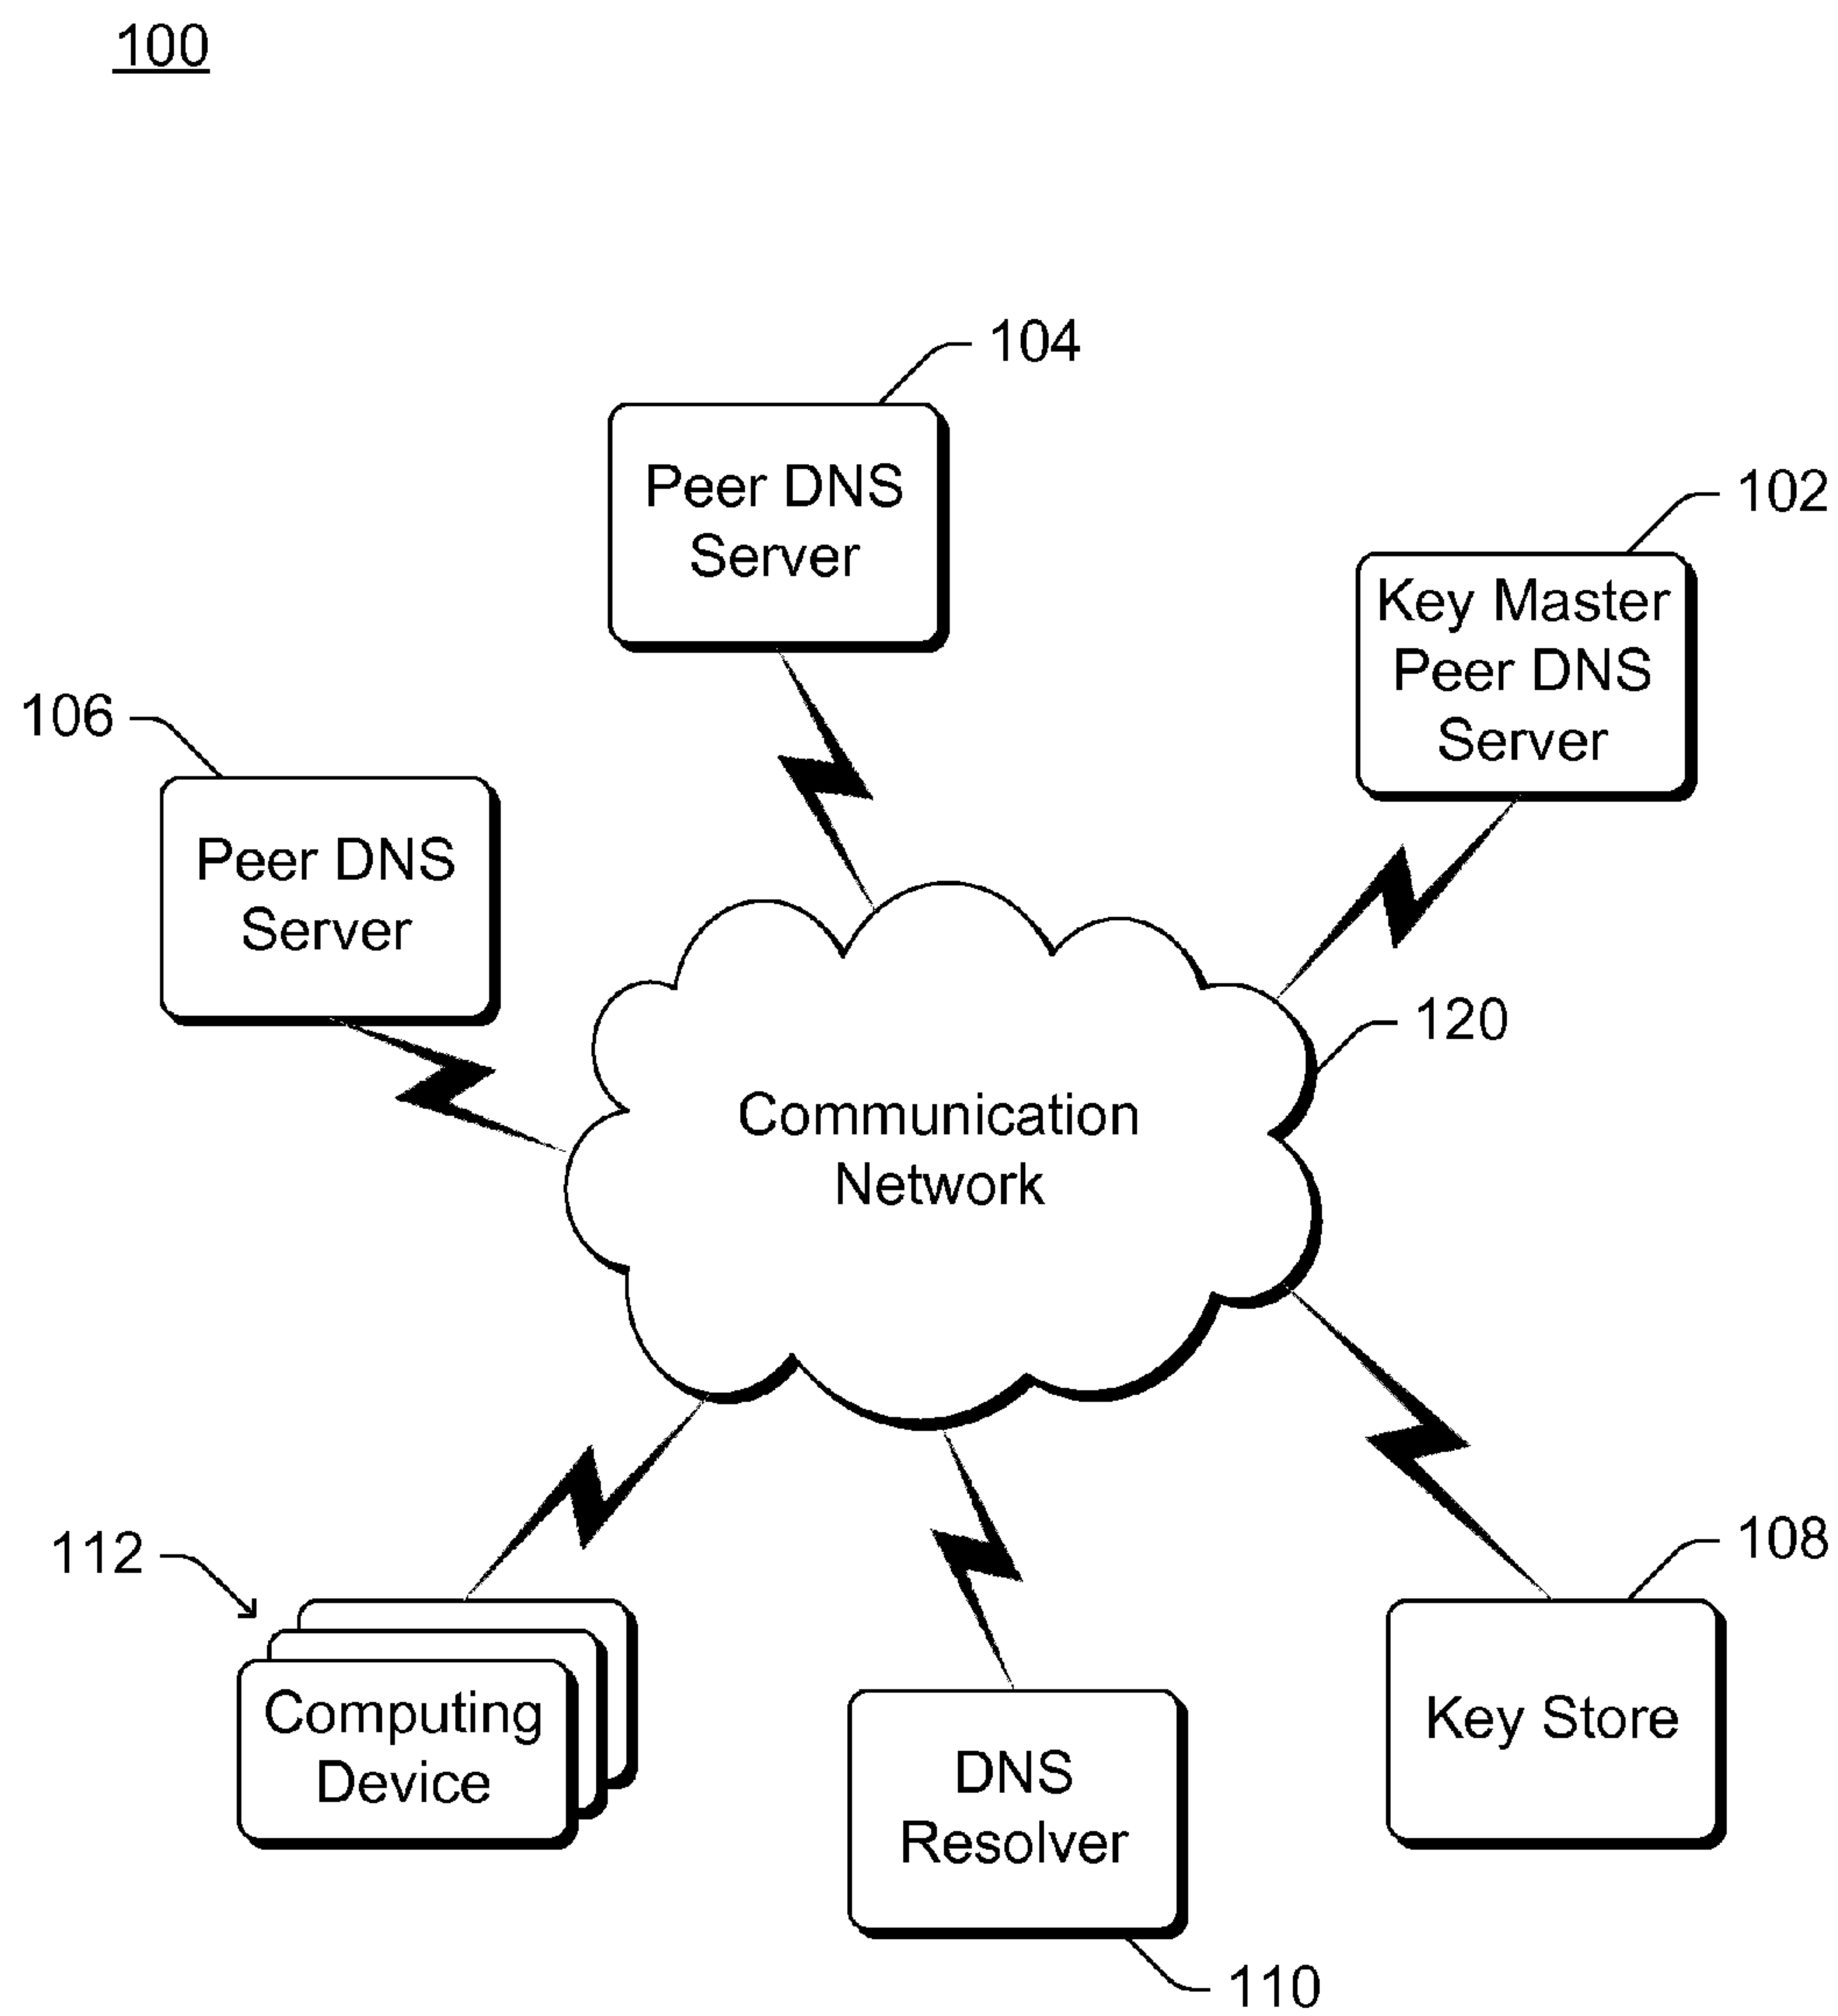 100
104
Peer DNS
Server
102
Key Master
Peer DNS
Server
106
Peer DNS
Server
120
Communication
Network
112
Computing
Device
DNS
Resolver
110
108
Key Store